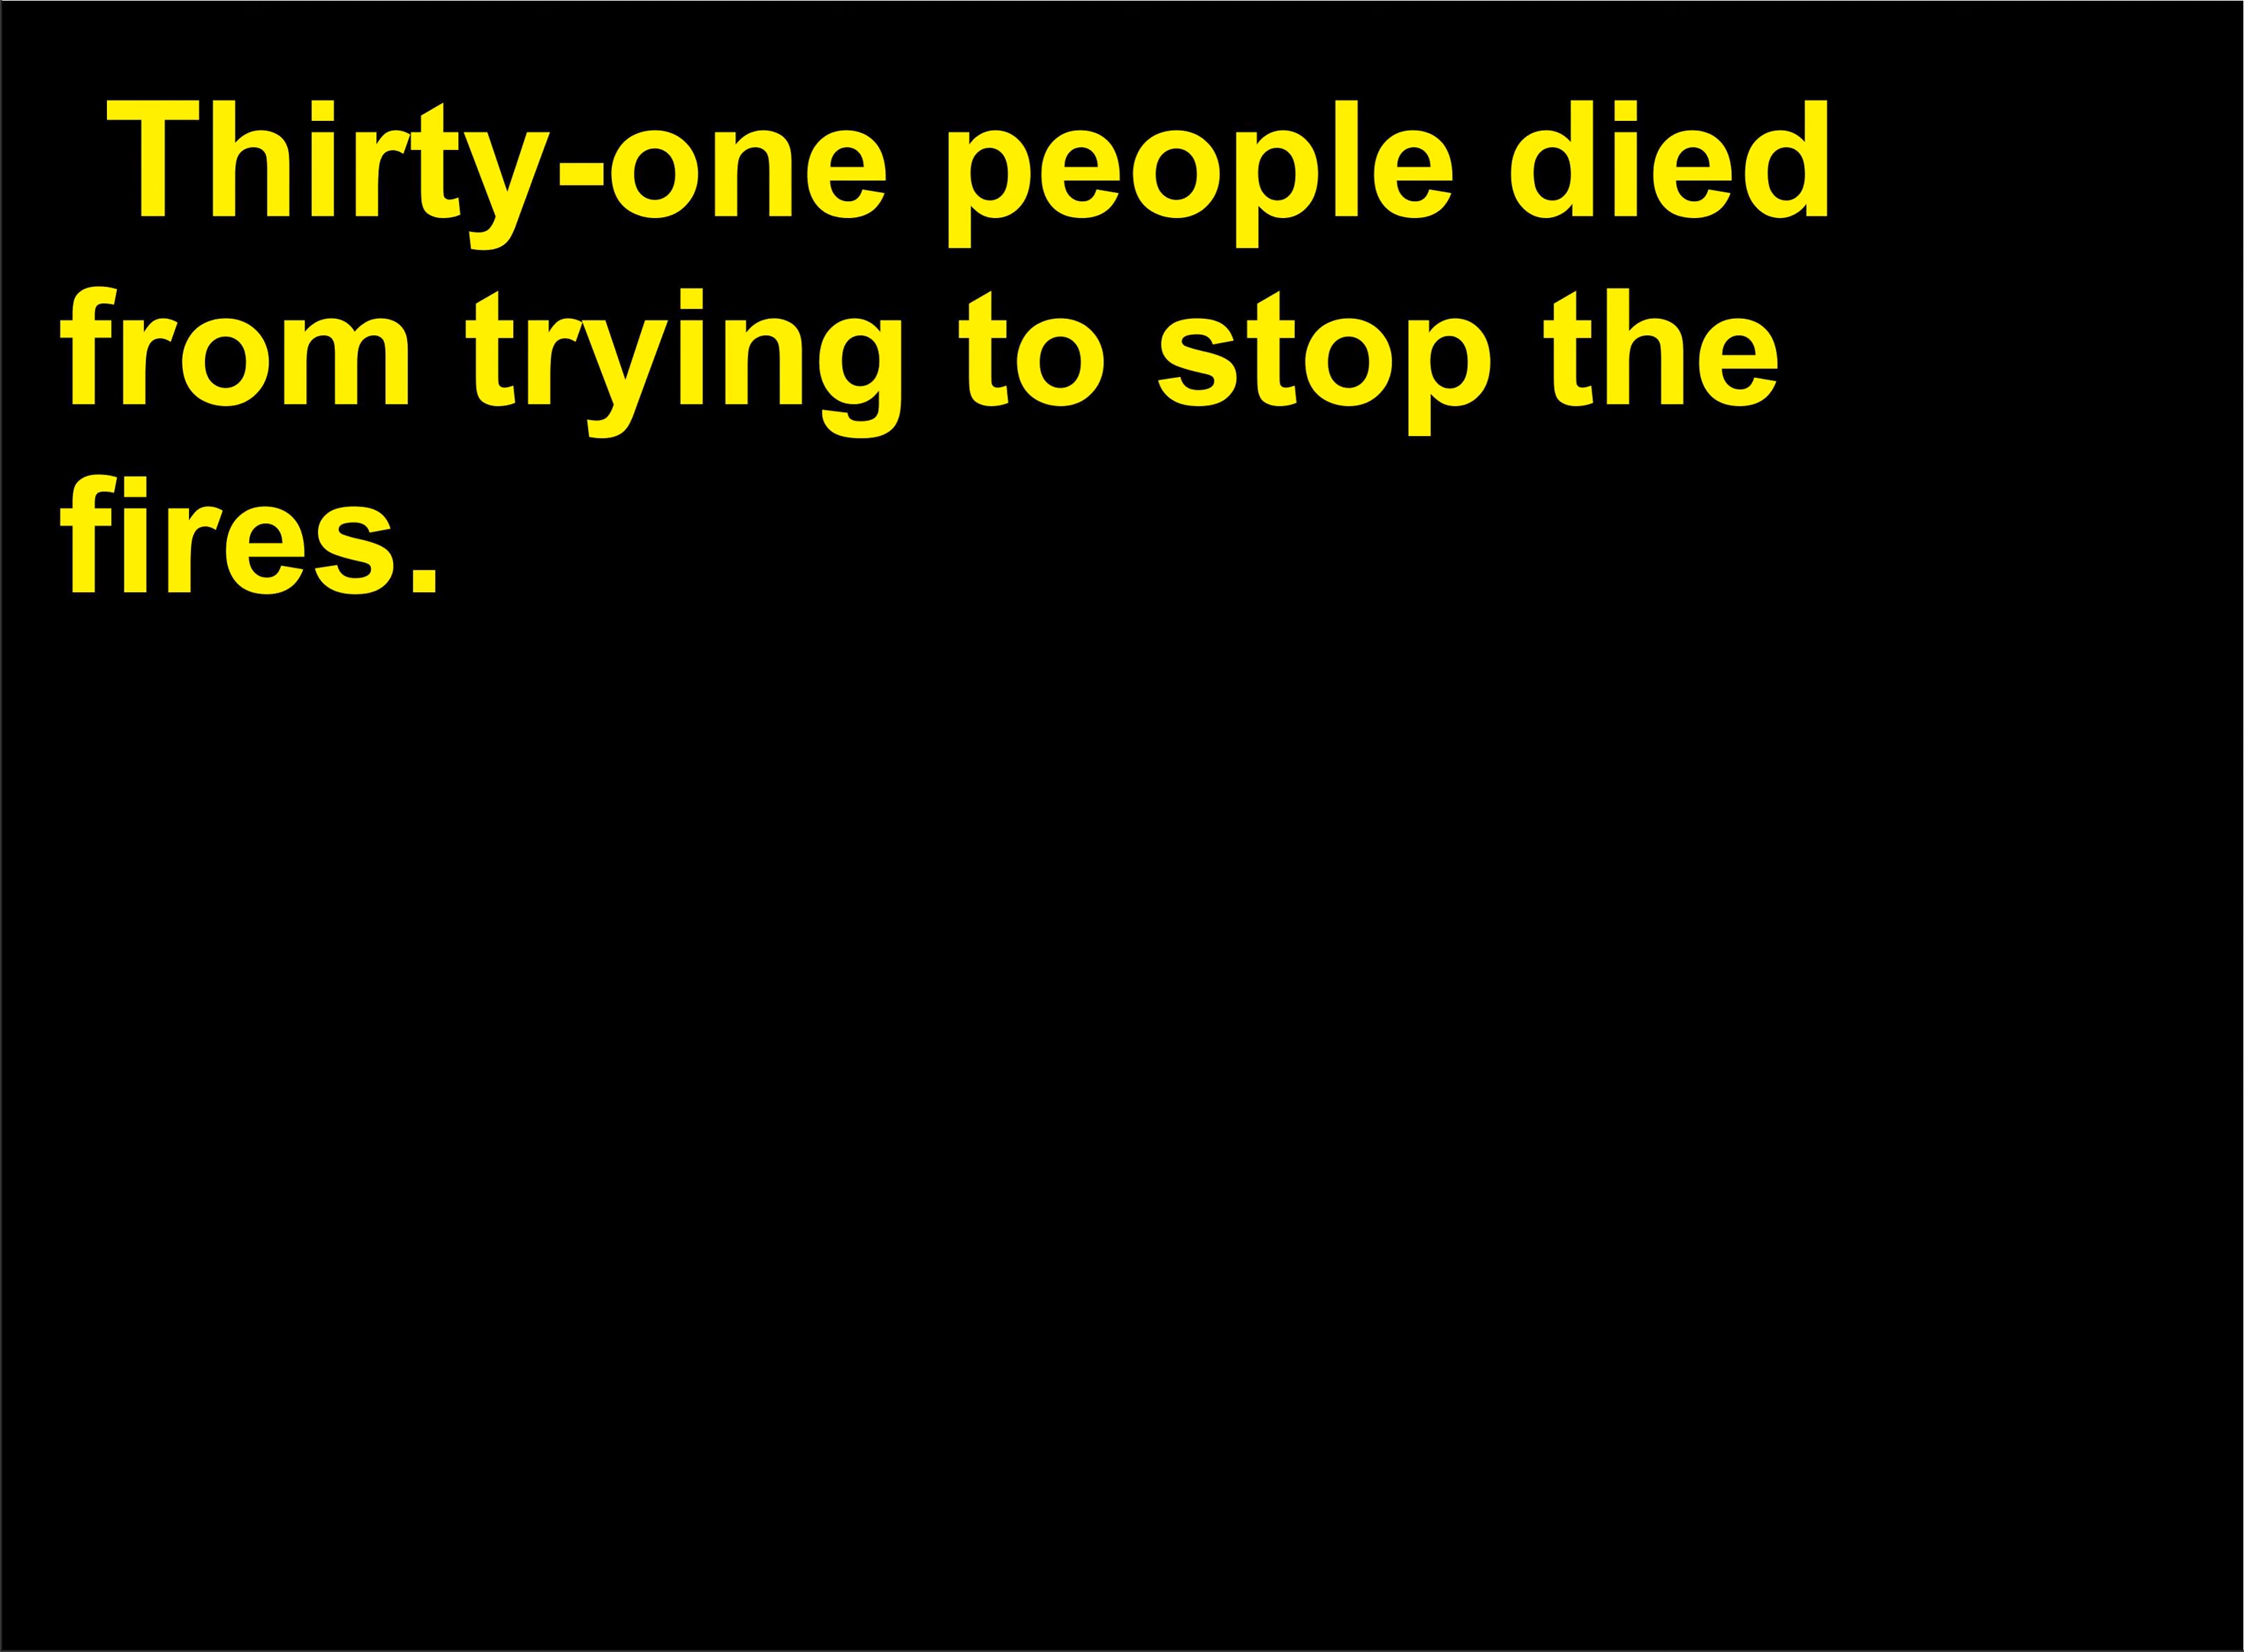 Thirty-one people died
from trying to stop the
fires.